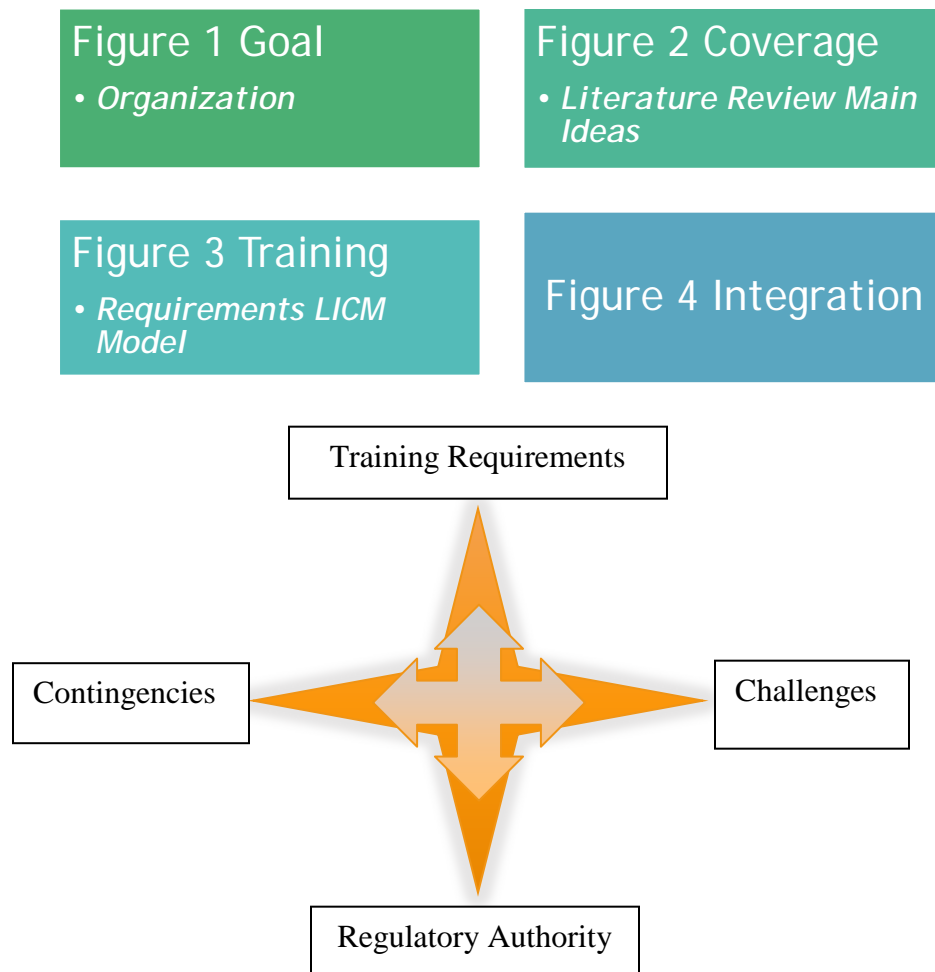 Figure 1 Goal
• Organization
Figure 2 Coverage
• Literature Review Main
Ideas
Figure 3 Training
• Requirements LICM
Model
Figure 4 Integration
Training Requirements
Contingencies
Challenges
Regulatory Authority